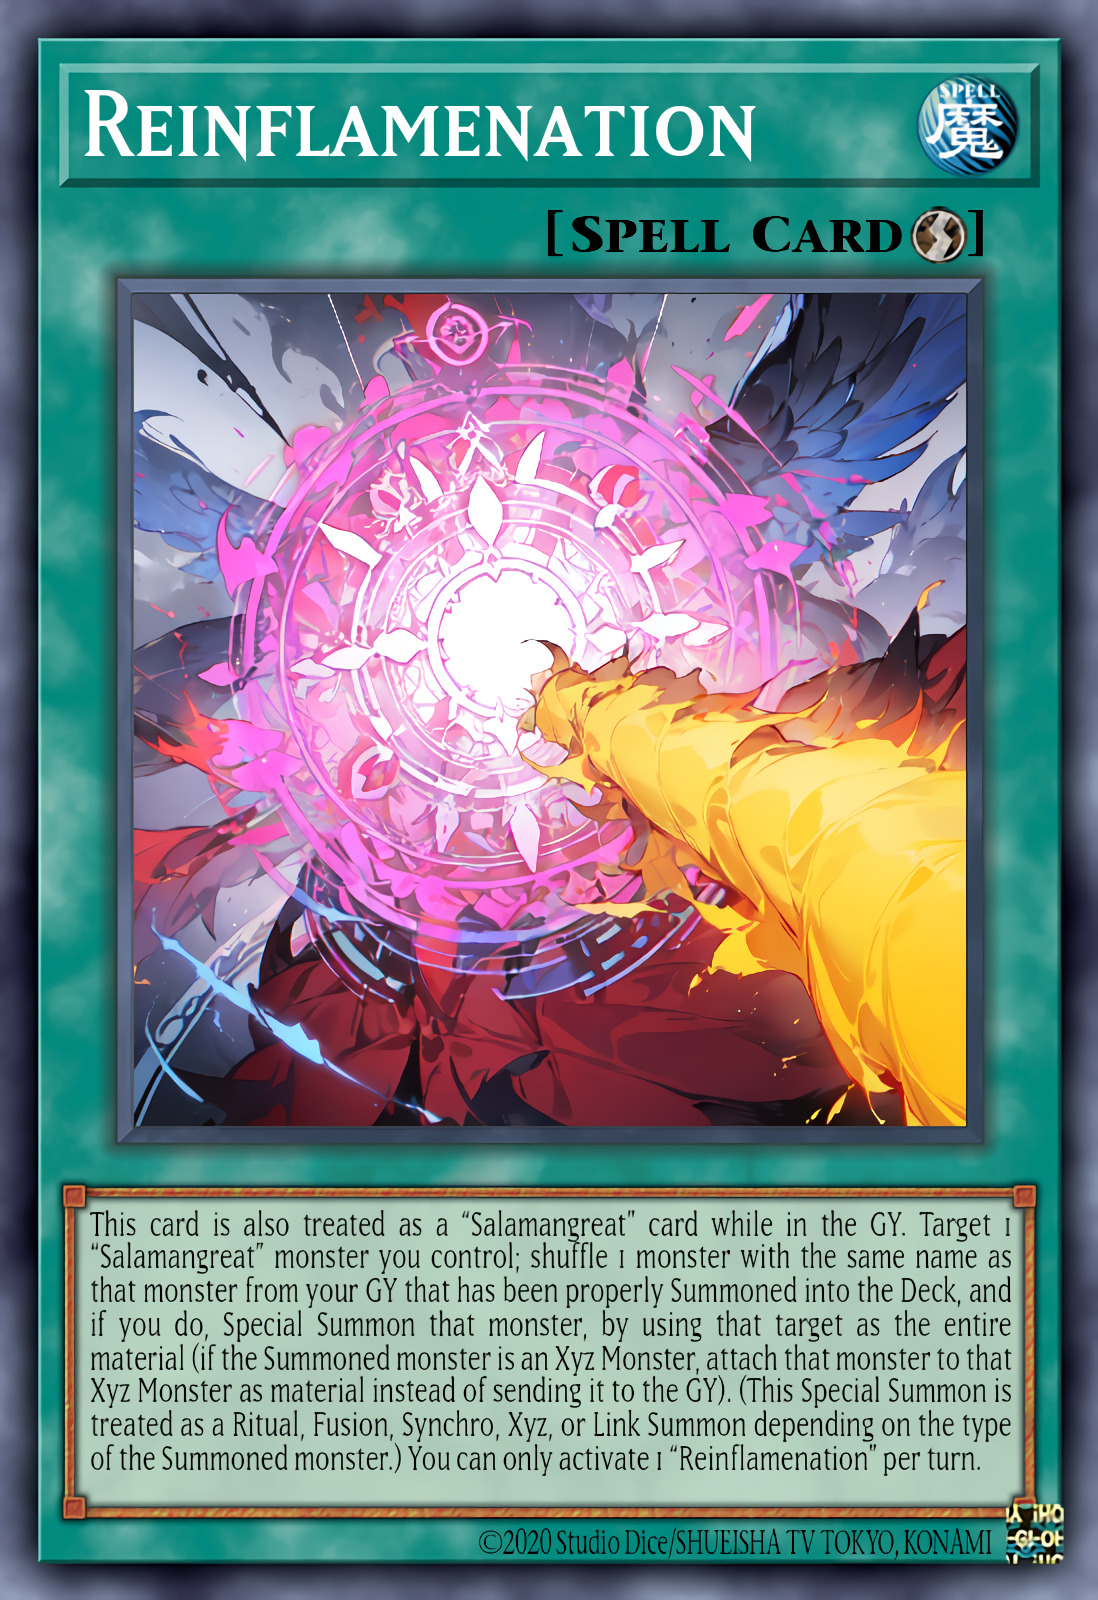 REINFLAMENATION
SPELL
魔
[SPELL CARD]
This card is also treated as a “Salamangreat” card while in the GY. Target 1
“Salamangreat” monster you control; shuffle 1 monster with the same name as
that monster from your GY that has been properly Summoned into the Deck, and
if you do, Special Summon that monster, by using that target as the entire
material (if the Summoned monster is an Xyz Monster, attach that monster to that
Xyz Monster as material instead of sending it to the GY). (This Special Summon is
treated as a Ritual, Fusion, Synchro, Xyz, or Link Summon depending on the type
of the Summoned monster.) You can only activate 1 “Reinflamenation” per turn.
©2020 Studio Dice/SHUEISHA TV TOKYO, KONAMI